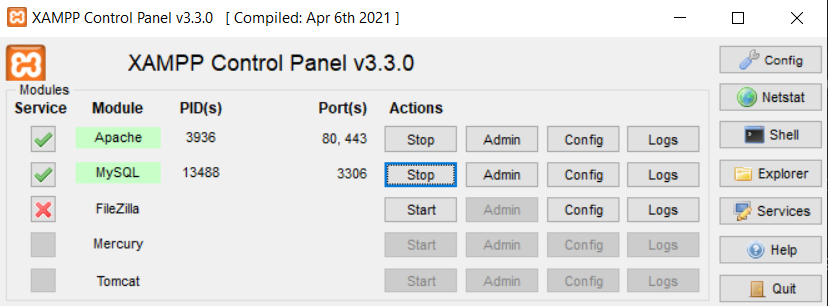 XAMPP Control Panel v3.3.0 [ Compiled: Apr 6th 2021 ]
XAMPP Control Panel v3.3.0
Config
Modules
Service Module PID(s) Port(s) Actions
Netstat
Apache 3936 80, 443 Stop Admin Config Logs
Shell
MySQL 13488 3306 Stop Admin Config Logs
Explorer
FileZilla Start Admin Config Logs
Services
Mercury Start Admin Config Logs
Help
Tomcat Start Admin Config Logs
Quit